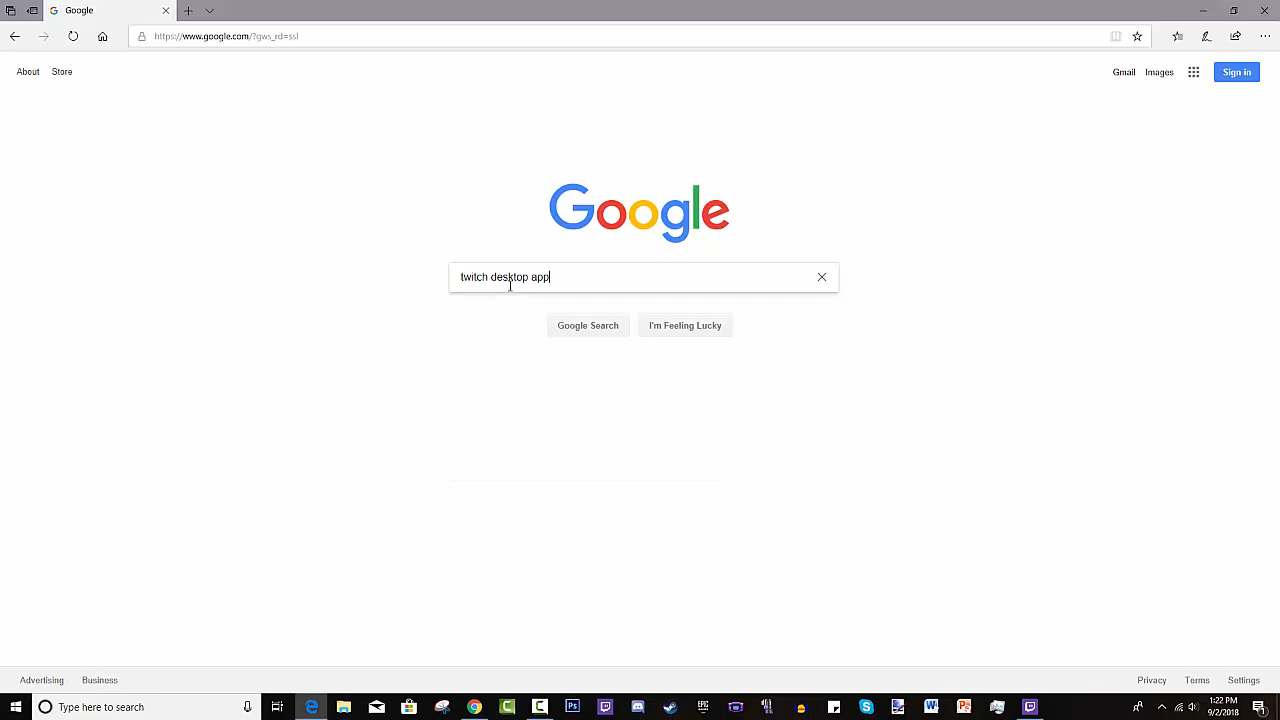 Google
https://www.google.com/?gws_rd=ssl
About Store
Gmail Images Sign in
Google
twitch desktop app
Google Search I'm Feeling Lucky
Advertising Business
Privacy Terms Settings
Type here to search
1:22 PM
9/2/2018